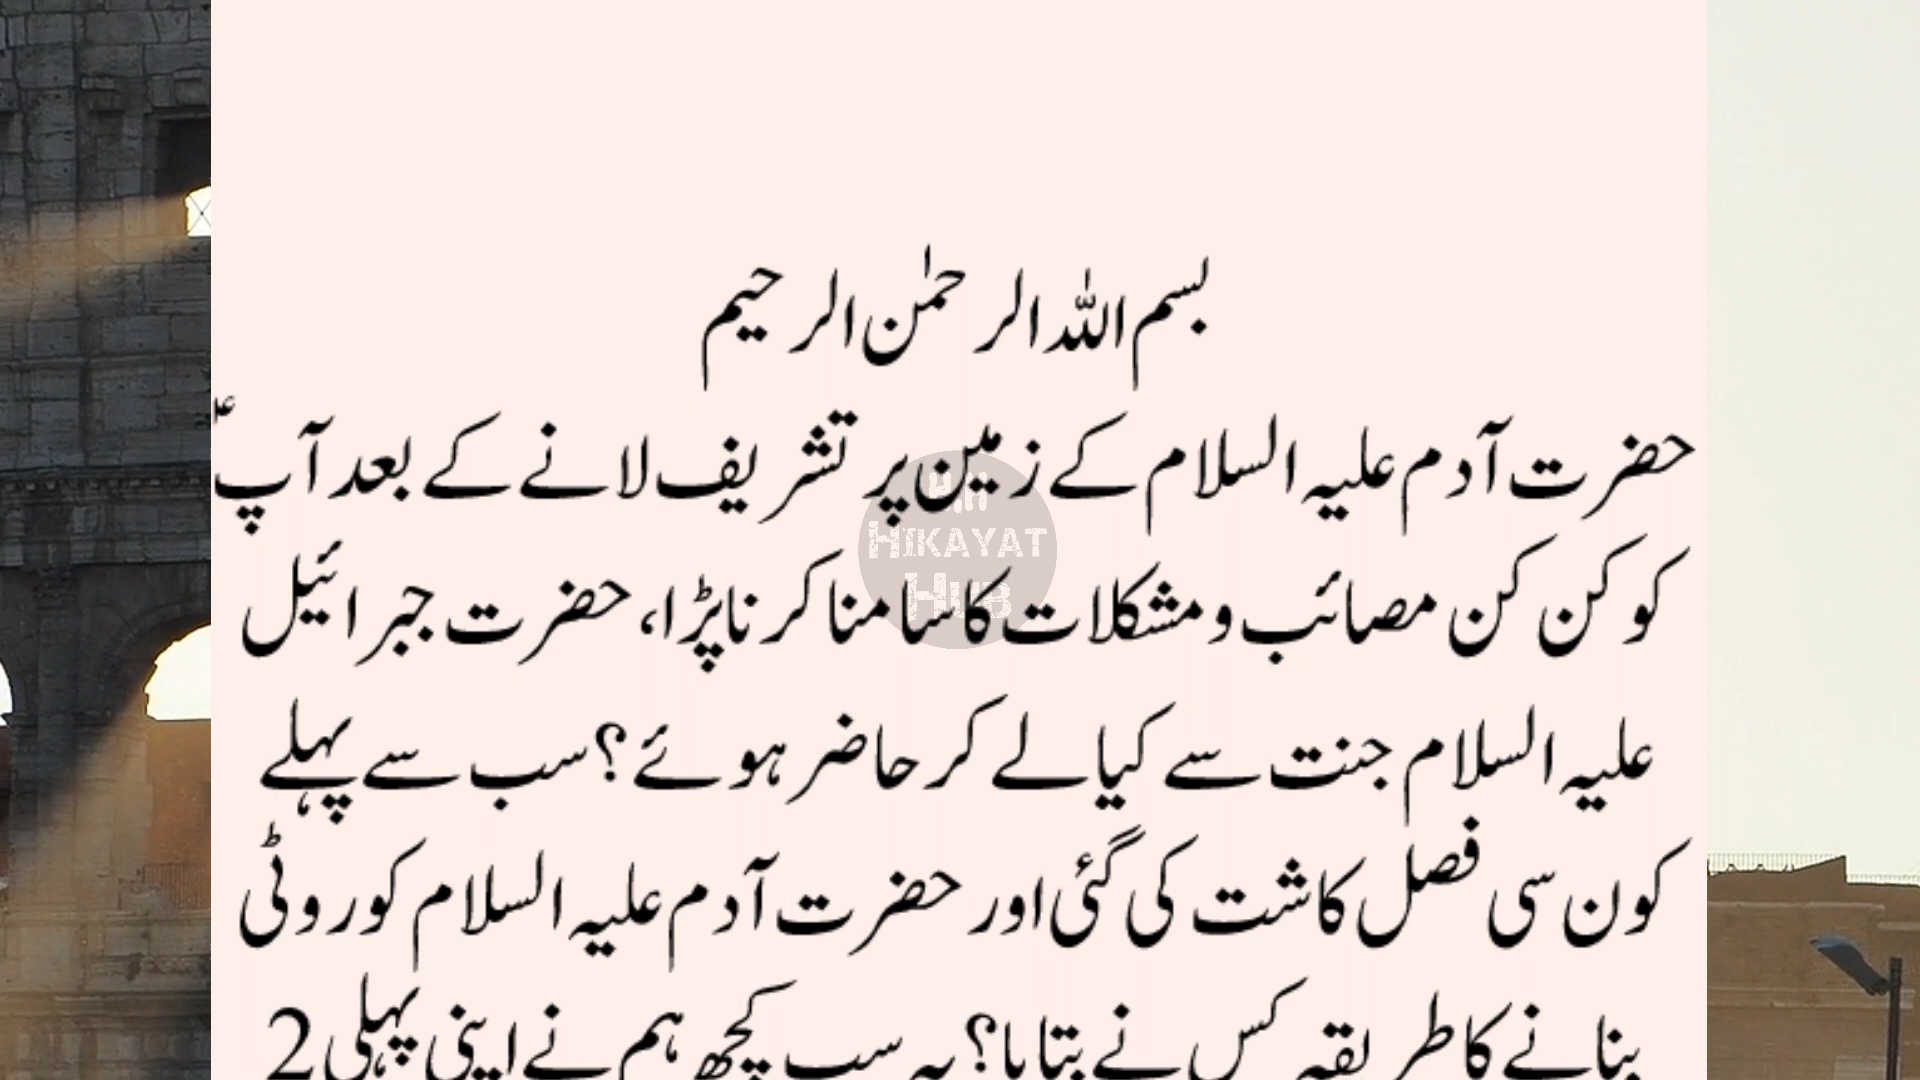 بسم اللہ الرحمٰن الرحیم
حضرت آدم علیہ السلام کے زمین پر تشریف لانے کے بعد آپؑ
کو کن کن مصائب و مشکلات کا سامنا کرنا پڑا، حضرت جبرائیل
علیہ السلام جنت سے کیا لے کر حاضر ہوئے؟ سب سے پہلے
کون سی فصل کاشت کی گئی اور حضرت آدم علیہ السلام کو روٹی
بنانے کا طریقہ کس نے بتایا؟ یہ سب کچھ ہم نے اپنی پہلی 2
HIKAYAT
HUB